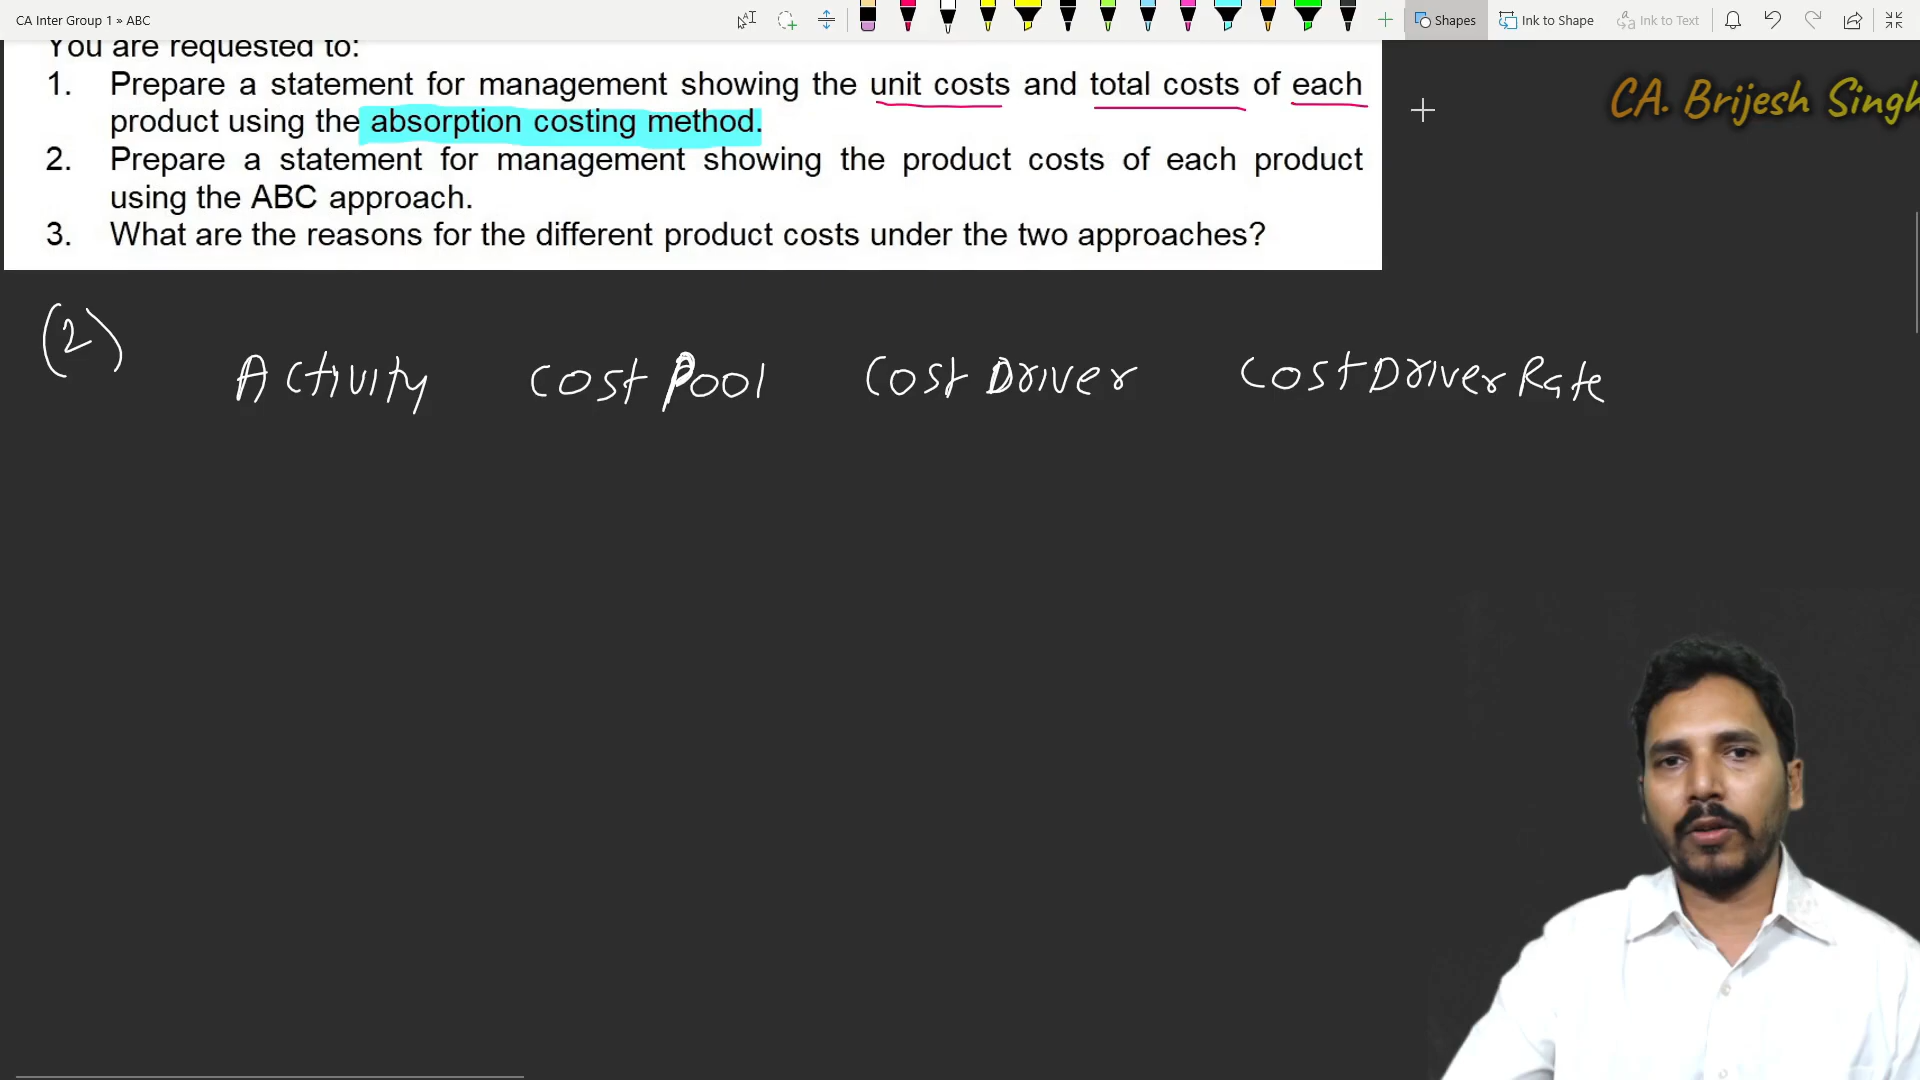 CA Inter Group 1 » ABC
Shapes
Ink to Shape
Ink to Text
You are requested to:
1. Prepare a statement for management showing the unit costs and total costs of each
product using the absorption costing method.
2. Prepare a statement for management showing the product costs of each product
using the ABC approach.
3. What are the reasons for the different product costs under the two approaches?
CA. Brijesh Singh
(2)
Activity Cost Pool Cost Driver Cost Driver Rate